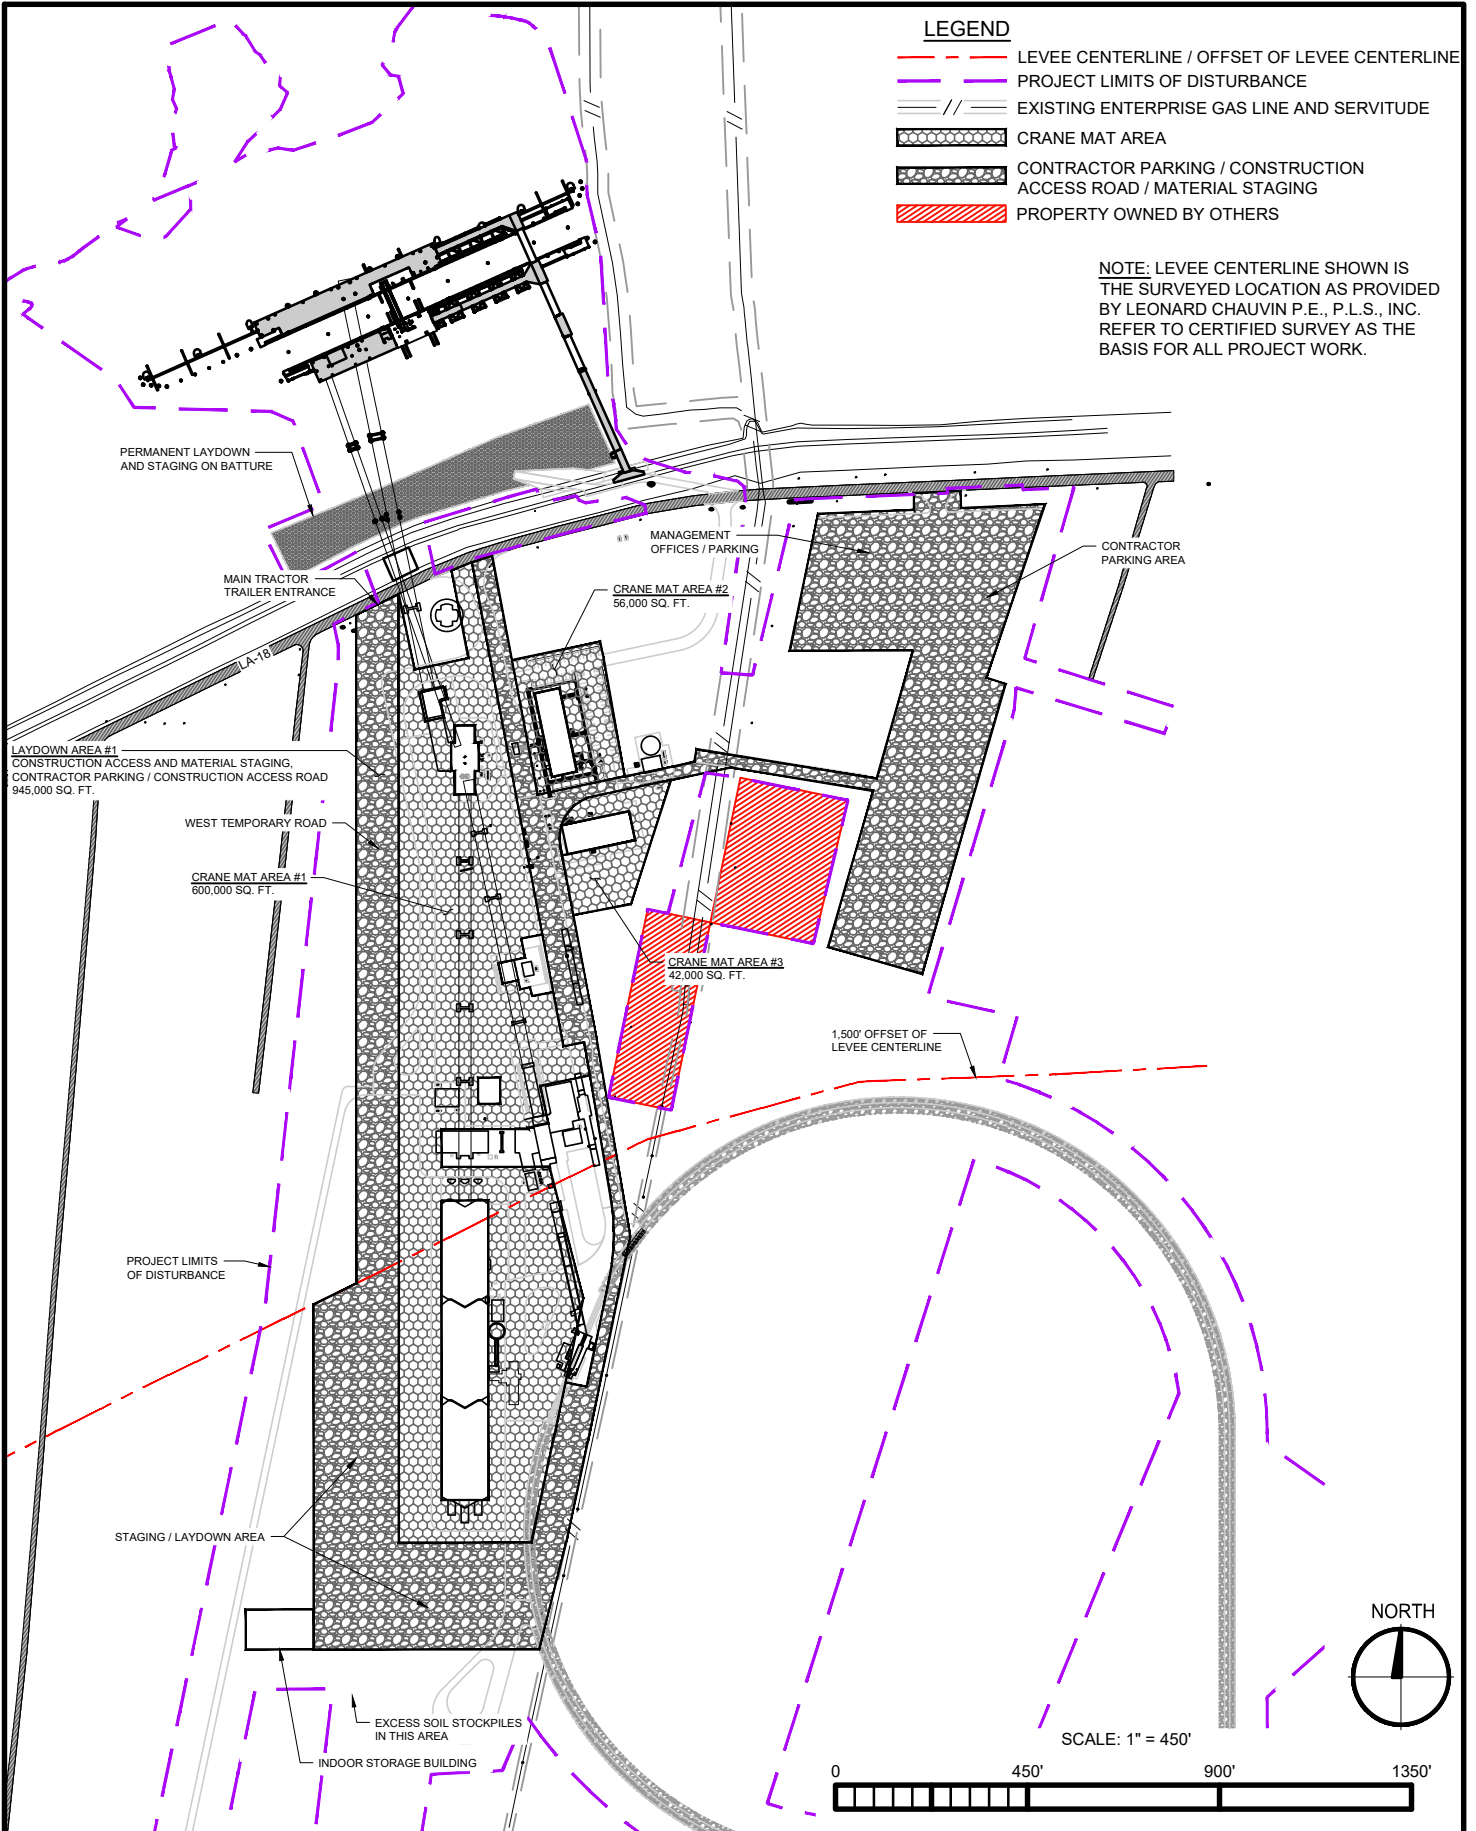 LEGEND
LEVEE CENTERLINE / OFFSET OF LEVEE CENTERLINE
PROJECT LIMITS OF DISTURBANCE
EXISTING ENTERPRISE GAS LINE AND SERVITUDE
CRANE MAT AREA
CONTRACTOR PARKING / CONSTRUCTION
ACCESS ROAD / MATERIAL STAGING
PROPERTY OWNED BY OTHERS
NOTE: LEVEE CENTERLINE SHOWN IS
THE SURVEYED LOCATION AS PROVIDED
BY LEONARD CHAUVIN P.E., P.L.S., INC.
REFER TO CERTIFIED SURVEY AS THE
BASIS FOR ALL PROJECT WORK.
PERMANENT LAYDOWN
AND STAGING ON BATTURE
MANAGEMENT
OFFICES / PARKING
CONTRACTOR
PARKING AREA
MAIN TRACTOR
TRAILER ENTRANCE
CRANE MAT AREA #2
56,000 SQ. FT.
LA-18
LAYDOWN AREA #1
CONSTRUCTION ACCESS AND MATERIAL STAGING,
CONTRACTOR PARKING / CONSTRUCTION ACCESS ROAD
945,000 SQ. FT.
WEST TEMPORARY ROAD
CRANE MAT AREA #1
600,000 SQ. FT.
CRANE MAT AREA #3
42,000 SQ. FT.
1,500' OFFSET OF
LEVEE CENTERLINE
PROJECT LIMITS
OF DISTURBANCE
STAGING / LAYDOWN AREA
EXCESS SOIL STOCKPILES
IN THIS AREA
INDOOR STORAGE BUILDING
NORTH
SCALE: 1" = 450'
0 450' 900' 1350'